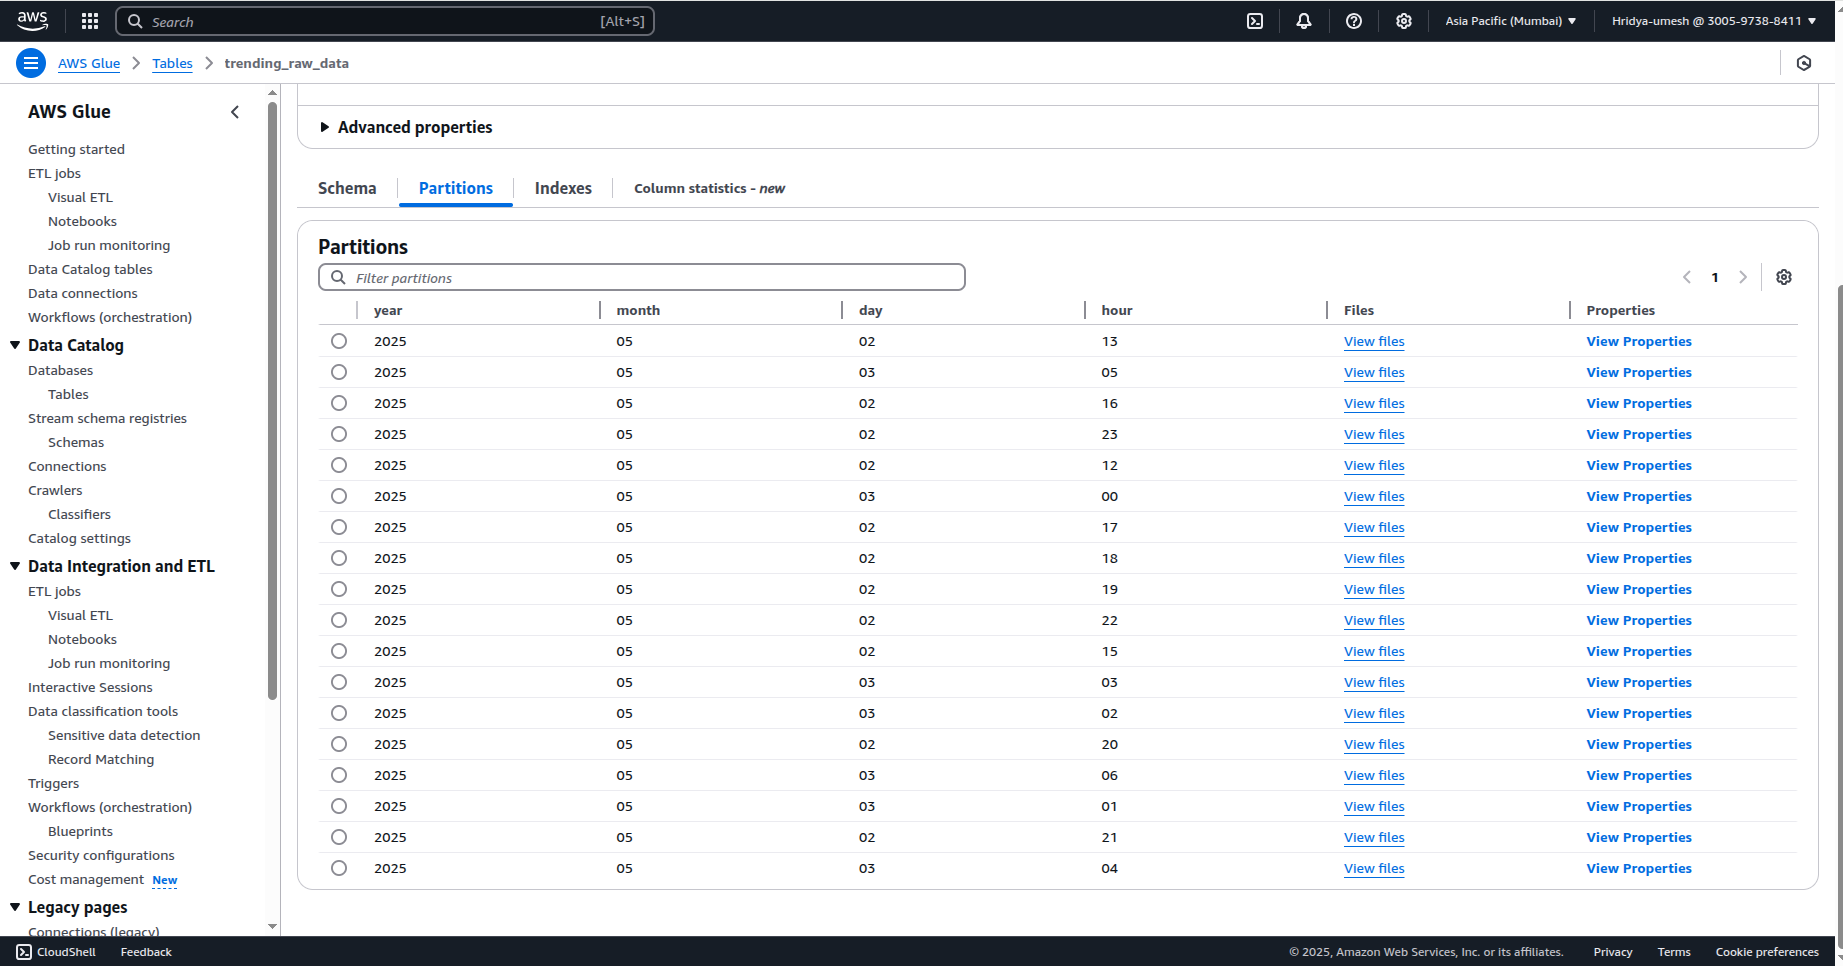 aws
Search [Alt+S]
Asia Pacific (Mumbai)
Hridya-umesh @ 3005-9738-8411
AWS Glue
Tables
trending_raw_data
AWS Glue
Getting started
ETL jobs
Visual ETL
Notebooks
Job run monitoring
Data Catalog tables
Data connections
Workflows (orchestration)
Data Catalog
Databases
Tables
Stream schema registries
Schemas
Connections
Crawlers
Classifiers
Catalog settings
Data Integration and ETL
ETL jobs
Visual ETL
Notebooks
Job run monitoring
Interactive Sessions
Data classification tools
Sensitive data detection
Record Matching
Triggers
Workflows (orchestration)
Blueprints
Security configurations
Cost management New
Legacy pages
Connections (legacy)
Advanced properties
Schema Partitions Indexes Column statistics - new
Partitions
Filter partitions 1
year month day hour Files Properties
2025 05 02 13 View files View Properties
2025 05 03 05 View files View Properties
2025 05 02 16 View files View Properties
2025 05 02 23 View files View Properties
2025 05 02 12 View files View Properties
2025 05 03 00 View files View Properties
2025 05 02 17 View files View Properties
2025 05 02 18 View files View Properties
2025 05 02 19 View files View Properties
2025 05 02 22 View files View Properties
2025 05 02 15 View files View Properties
2025 05 03 03 View files View Properties
2025 05 03 02 View files View Properties
2025 05 02 20 View files View Properties
2025 05 03 06 View files View Properties
2025 05 03 01 View files View Properties
2025 05 02 21 View files View Properties
2025 05 03 04 View files View Properties
CloudShell Feedback © 2025, Amazon Web Services, Inc. or its affiliates. Privacy Terms Cookie preferences